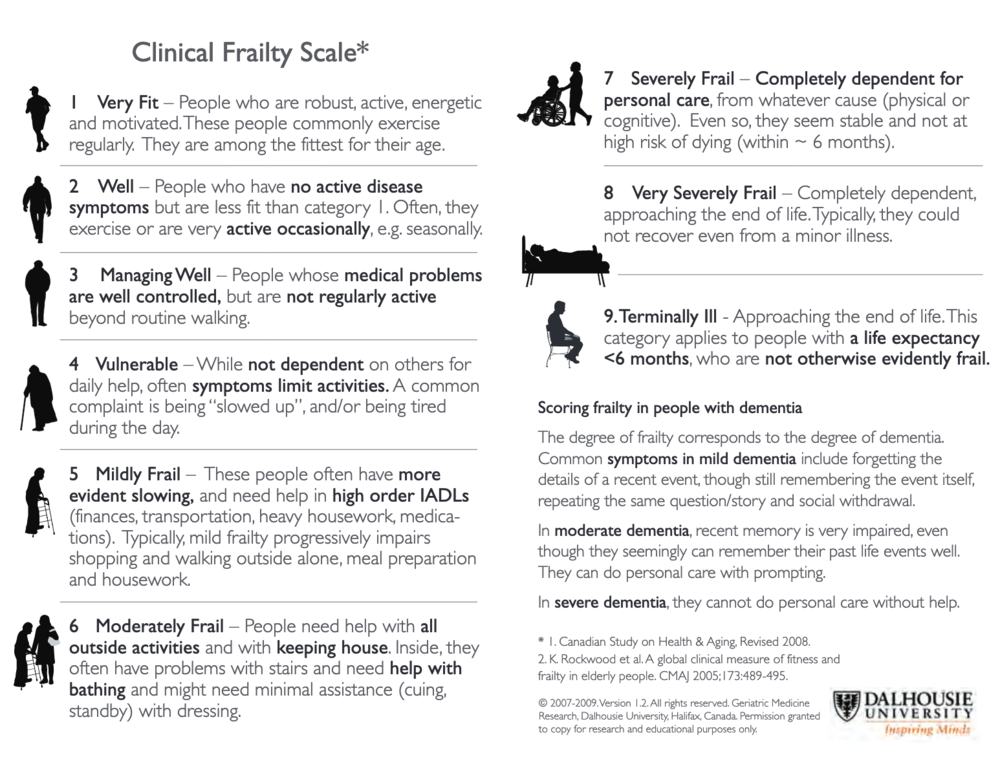 Clinical Frailty Scale*
1 Very Fit – People who are robust, active, energetic
and motivated. These people commonly exercise
regularly. They are among the fittest for their age.
2 Well – People who have no active disease
symptoms but are less fit than category 1. Often, they
exercise or are very active occasionally, e.g. seasonally.
3 Managing Well – People whose medical problems
are well controlled, but are not regularly active
beyond routine walking.
4 Vulnerable – While not dependent on others for
daily help, often symptoms limit activities. A common
complaint is being “slowed up”, and/or being tired
during the day.
5 Mildly Frail – These people often have more
evident slowing, and need help in high order IADLs
(finances, transportation, heavy housework, medica-
tions). Typically, mild frailty progressively impairs
shopping and walking outside alone, meal preparation
and housework.
6 Moderately Frail – People need help with all
outside activities and with keeping house. Inside, they
often have problems with stairs and need help with
bathing and might need minimal assistance (cuing,
standby) with dressing.
7 Severely Frail – Completely dependent for
personal care, from whatever cause (physical or
cognitive). Even so, they seem stable and not at
high risk of dying (within ~ 6 months).
8 Very Severely Frail – Completely dependent,
approaching the end of life. Typically, they could
not recover even from a minor illness.
9. Terminally Ill - Approaching the end of life. This
category applies to people with a life expectancy
<6 months, who are not otherwise evidently frail.
Scoring frailty in people with dementia
The degree of frailty corresponds to the degree of dementia.
Common symptoms in mild dementia include forgetting the
details of a recent event, though still remembering the event itself,
repeating the same question/story and social withdrawal.
In moderate dementia, recent memory is very impaired, even
though they seemingly can remember their past life events well.
They can do personal care with prompting.
In severe dementia, they cannot do personal care without help.
* 1. Canadian Study on Health & Aging, Revised 2008.
2. K. Rockwood et al. A global clinical measure of fitness and
frailty in elderly people. CMAJ 2005;173:489-495.
© 2007-2009. Version 1.2. All rights reserved. Geriatric Medicine
Research, Dalhousie University, Halifax, Canada. Permission granted
to copy for research and educational purposes only.
DALHOUSIE
UNIVERSITY
Inspiring Minds